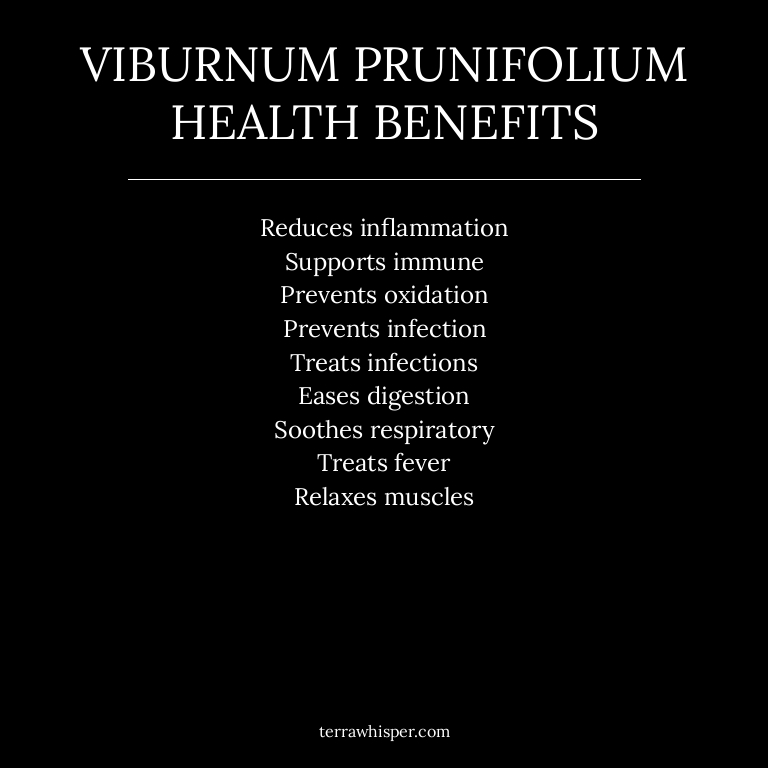 VIBURNUM PRUNIFOLIUM
HEALTH BENEFITS
Reduces inflammation
Supports immune
Prevents oxidation
Prevents infection
Treats infections
Eases digestion
Soothes respiratory
Treats fever
Relaxes muscles
terrawhisper.com